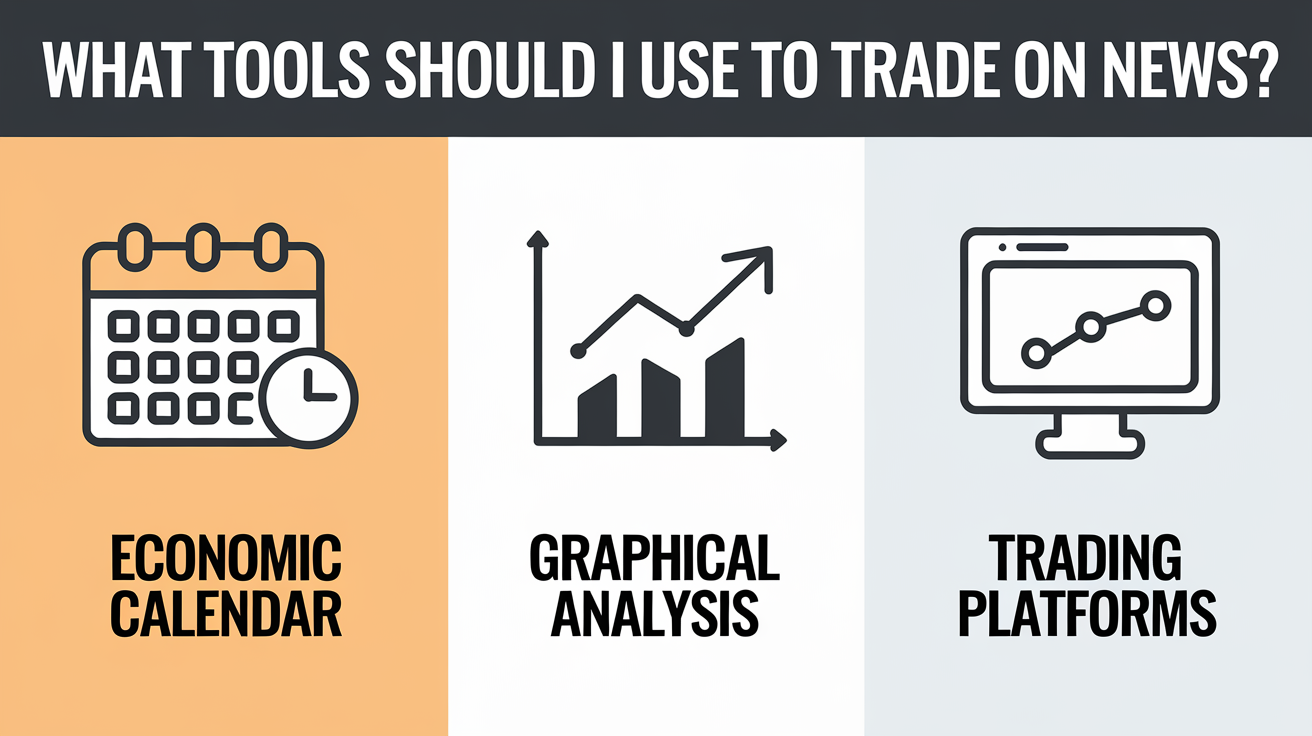 WHAT TOOLS SHOULD I USE TO TRADE ON NEWS?
ECONOMIC
CALENDAR
GRAPHICAL
ANALYSIS
TRADING
PLATFORMS